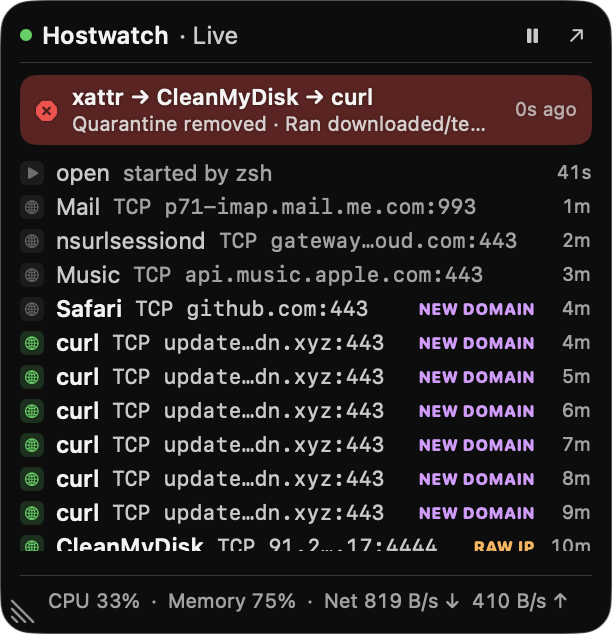 Hostwatch · Live
xattr → CleanMyDisk → curl
Quarantine removed · Ran downloaded/te...
0s ago
open started by zsh 41s
Mail TCP p71-imap.mail.me.com:993 1m
nsurlsessiond TCP gateway…oud.com:443 2m
Music TCP api.music.apple.com:443 3m
Safari TCP github.com:443 NEW DOMAIN 4m
curl TCP update…dn.xyz:443 NEW DOMAIN 4m
curl TCP update…dn.xyz:443 NEW DOMAIN 5m
curl TCP update…dn.xyz:443 NEW DOMAIN 6m
curl TCP update…dn.xyz:443 NEW DOMAIN 7m
curl TCP update…dn.xyz:443 NEW DOMAIN 8m
curl TCP update…dn.xyz:443 NEW DOMAIN 9m
CleanMyDisk TCP 91.2….17:4444 RAW IP 10m
CPU 33% · Memory 75% · Net 819 B/s ↓ 410 B/s ↑